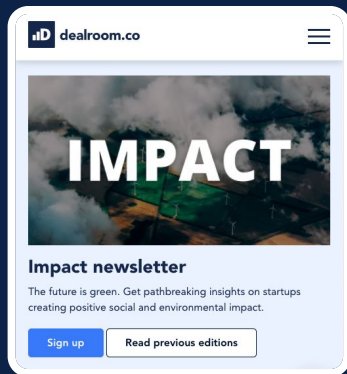 dealroom.co
IMPACT
Impact newsletter
The future is green. Get pathbreaking insights on startups
creating positive social and environmental impact.
Sign up
Read previous editions